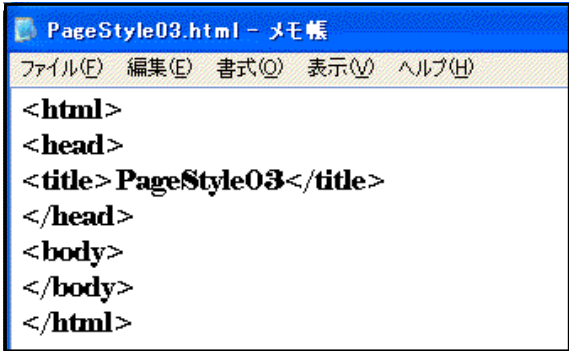 PageStyle03.html - メモ帳
ファイル(F) 編集(E) 書式(O) 表示(V) ヘルプ(H)
<html>
<head>
<title>PageStyle03</title>
</head>
<body>
</body>
</html>